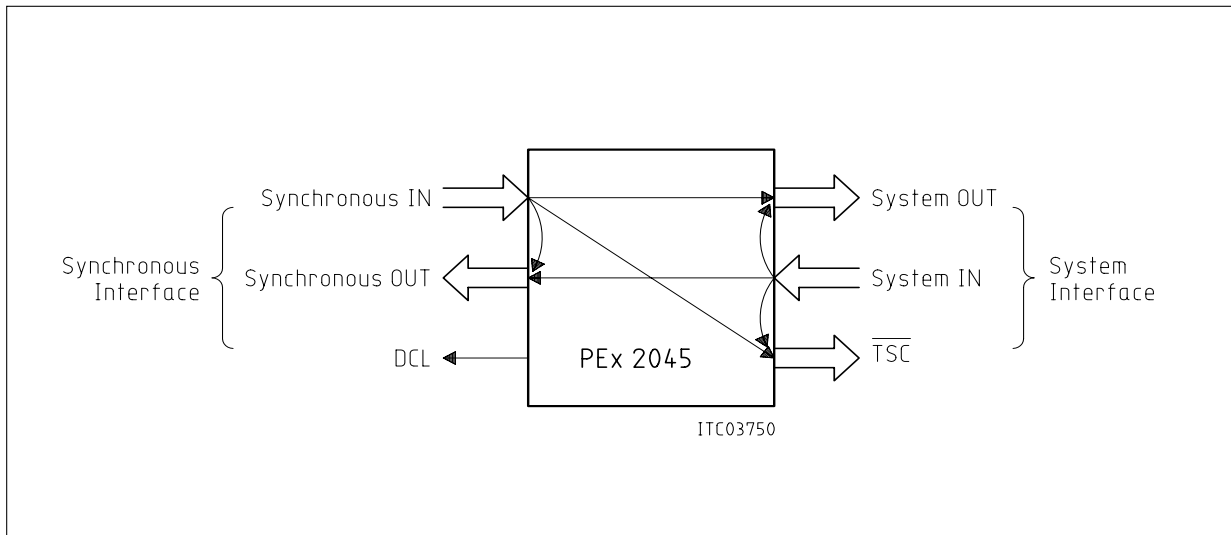 Synchronous IN
System OUT
Synchronous
Interface
Synchronous OUT
System IN
System
Interface
DCL
PEx 2045
TSC
ITC03750